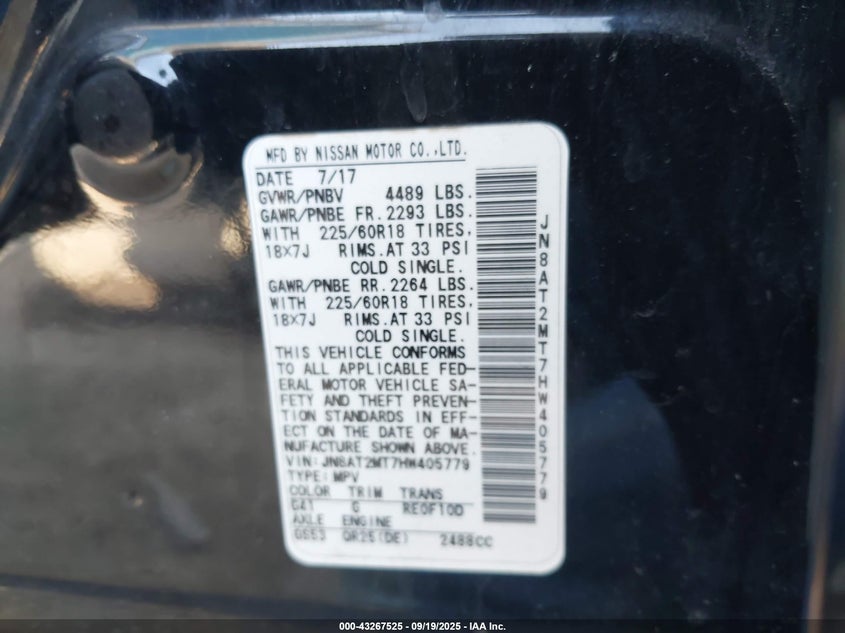 MFD BY NISSAN MOTOR CO.,LTD.
DATE 7/17
GVWR/PNBV 4489 LBS.
GAWR/PNBE FR. 2293 LBS.
WITH 225/60R18 TIRES,
18X7J RIMS.AT 33 PSI
COLD SINGLE.
GAWR/PNBE RR. 2264 LBS.
WITH 225/60R18 TIRES,
18X7J RIMS.AT 33 PSI
COLD SINGLE.
THIS VEHICLE CONFORMS
TO ALL APPLICABLE FED-
ERAL MOTOR VEHICLE SA-
FETY AND THEFT PREVEN-
TION STANDARDS IN EFF-
ECT ON THE DATE OF MA-
NUFACTURE SHOWN ABOVE.
VIN:JN8AT2MT7HW405779
TYPE:MPV
COLOR TRIM TRANS
G41 G RE0F10D
AXLE ENGINE
GS53 QR25(DE) 2488CC
JN8AT2MT7HW405779
000-43267525 - 09/19/2025 - IAA, Inc.